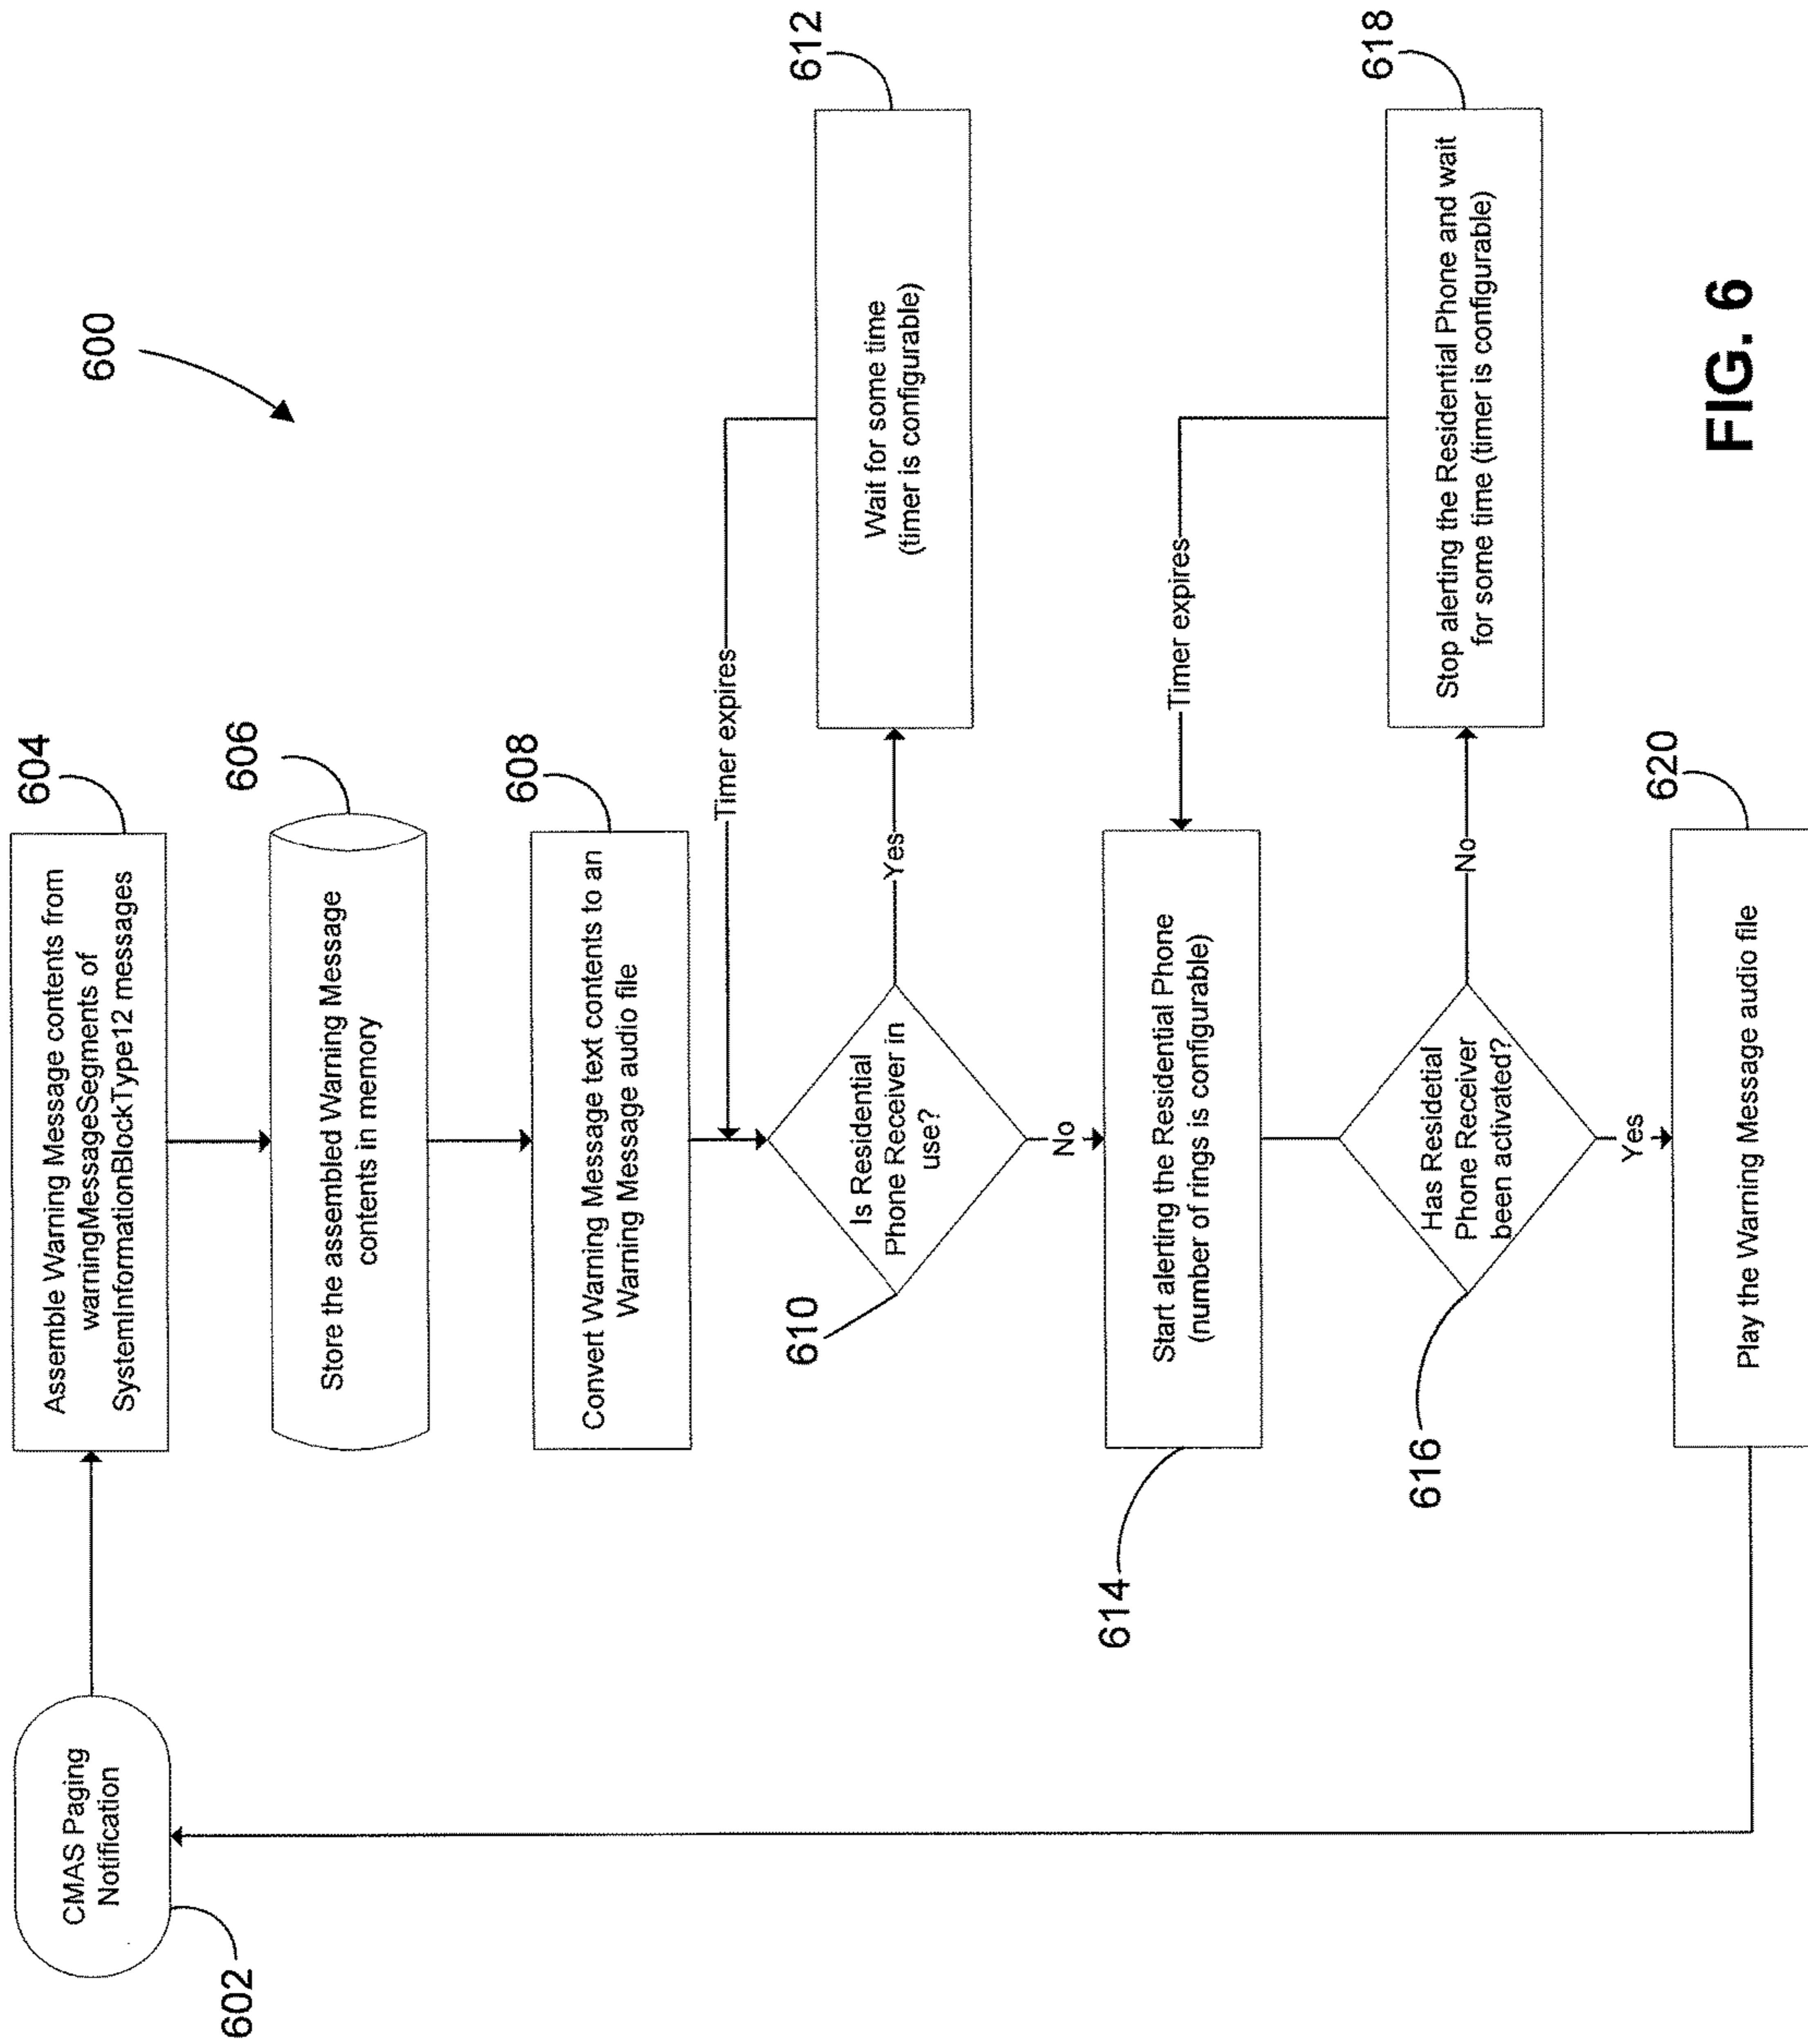 600
CMAS Paging
Notification
602
Assemble Warning Message contents from
warningMessageSegments of
SystemInformationBlockType12 messages
604
Store the assembled Warning Message
contents in memory
606
Convert Warning Message text contents to an
Warning Message audio file
608
Timer expires
Is Residential
Phone Receiver in
use?
610
Yes
Wait for some time
(timer is configurable)
612
No
Start alerting the Residential Phone
(number of rings is configurable)
614
Timer expires
Has Residetial
Phone Receiver
been activated?
616
No
Stop alerting the Residential Phone and wait
for some time (timer is configurable)
618
Yes
Play the Warning Message audio file
620
FIG. 6